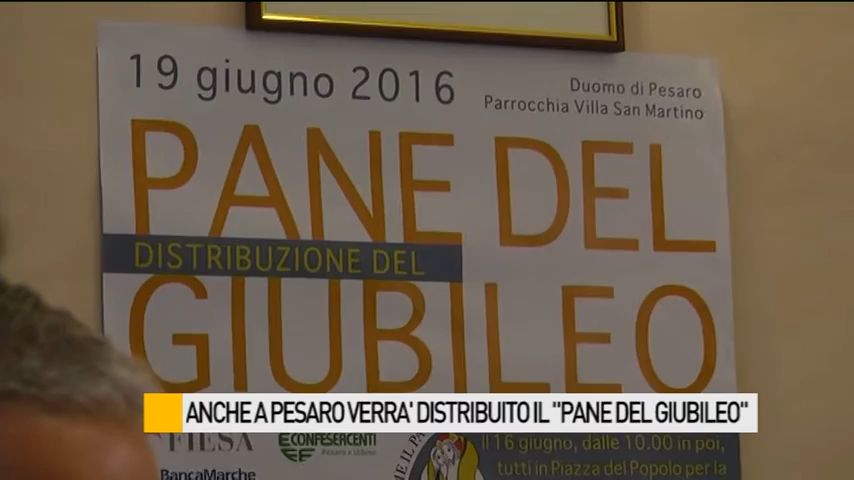 19 giugno 2016
Duomo di Pesaro
Parrocchia Villa San Martino
PANE DEL
DISTRIBUZIONE DEL
GIUBILEO
ANCHE A PESARO VERRA' DISTRIBUITO IL "PANE DEL GIUBILEO"
FIESA
CONFESERCENTI
Pesaro e Urbino
BancaMarche
Il 16 giugno, dalle 10.00 in poi,
tutti in Piazza del Popolo per la